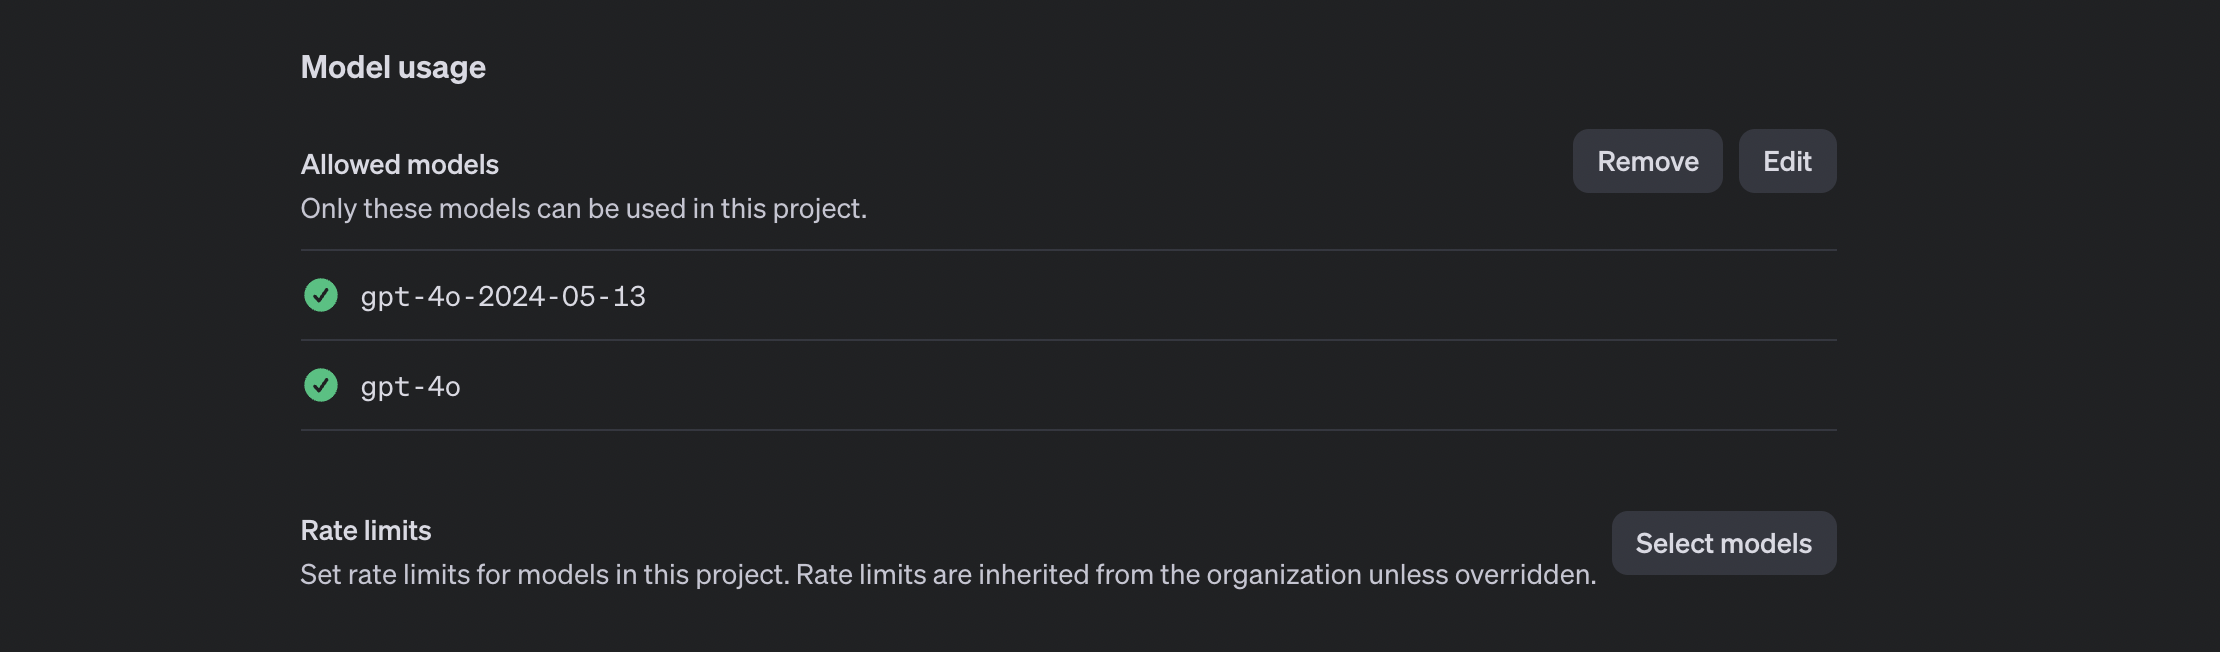 Model usage
Allowed models
Remove
Edit
Only these models can be used in this project.
gpt-4o-2024-05-13
gpt-4o
Rate limits
Select models
Set rate limits for models in this project. Rate limits are inherited from the organization unless overridden.